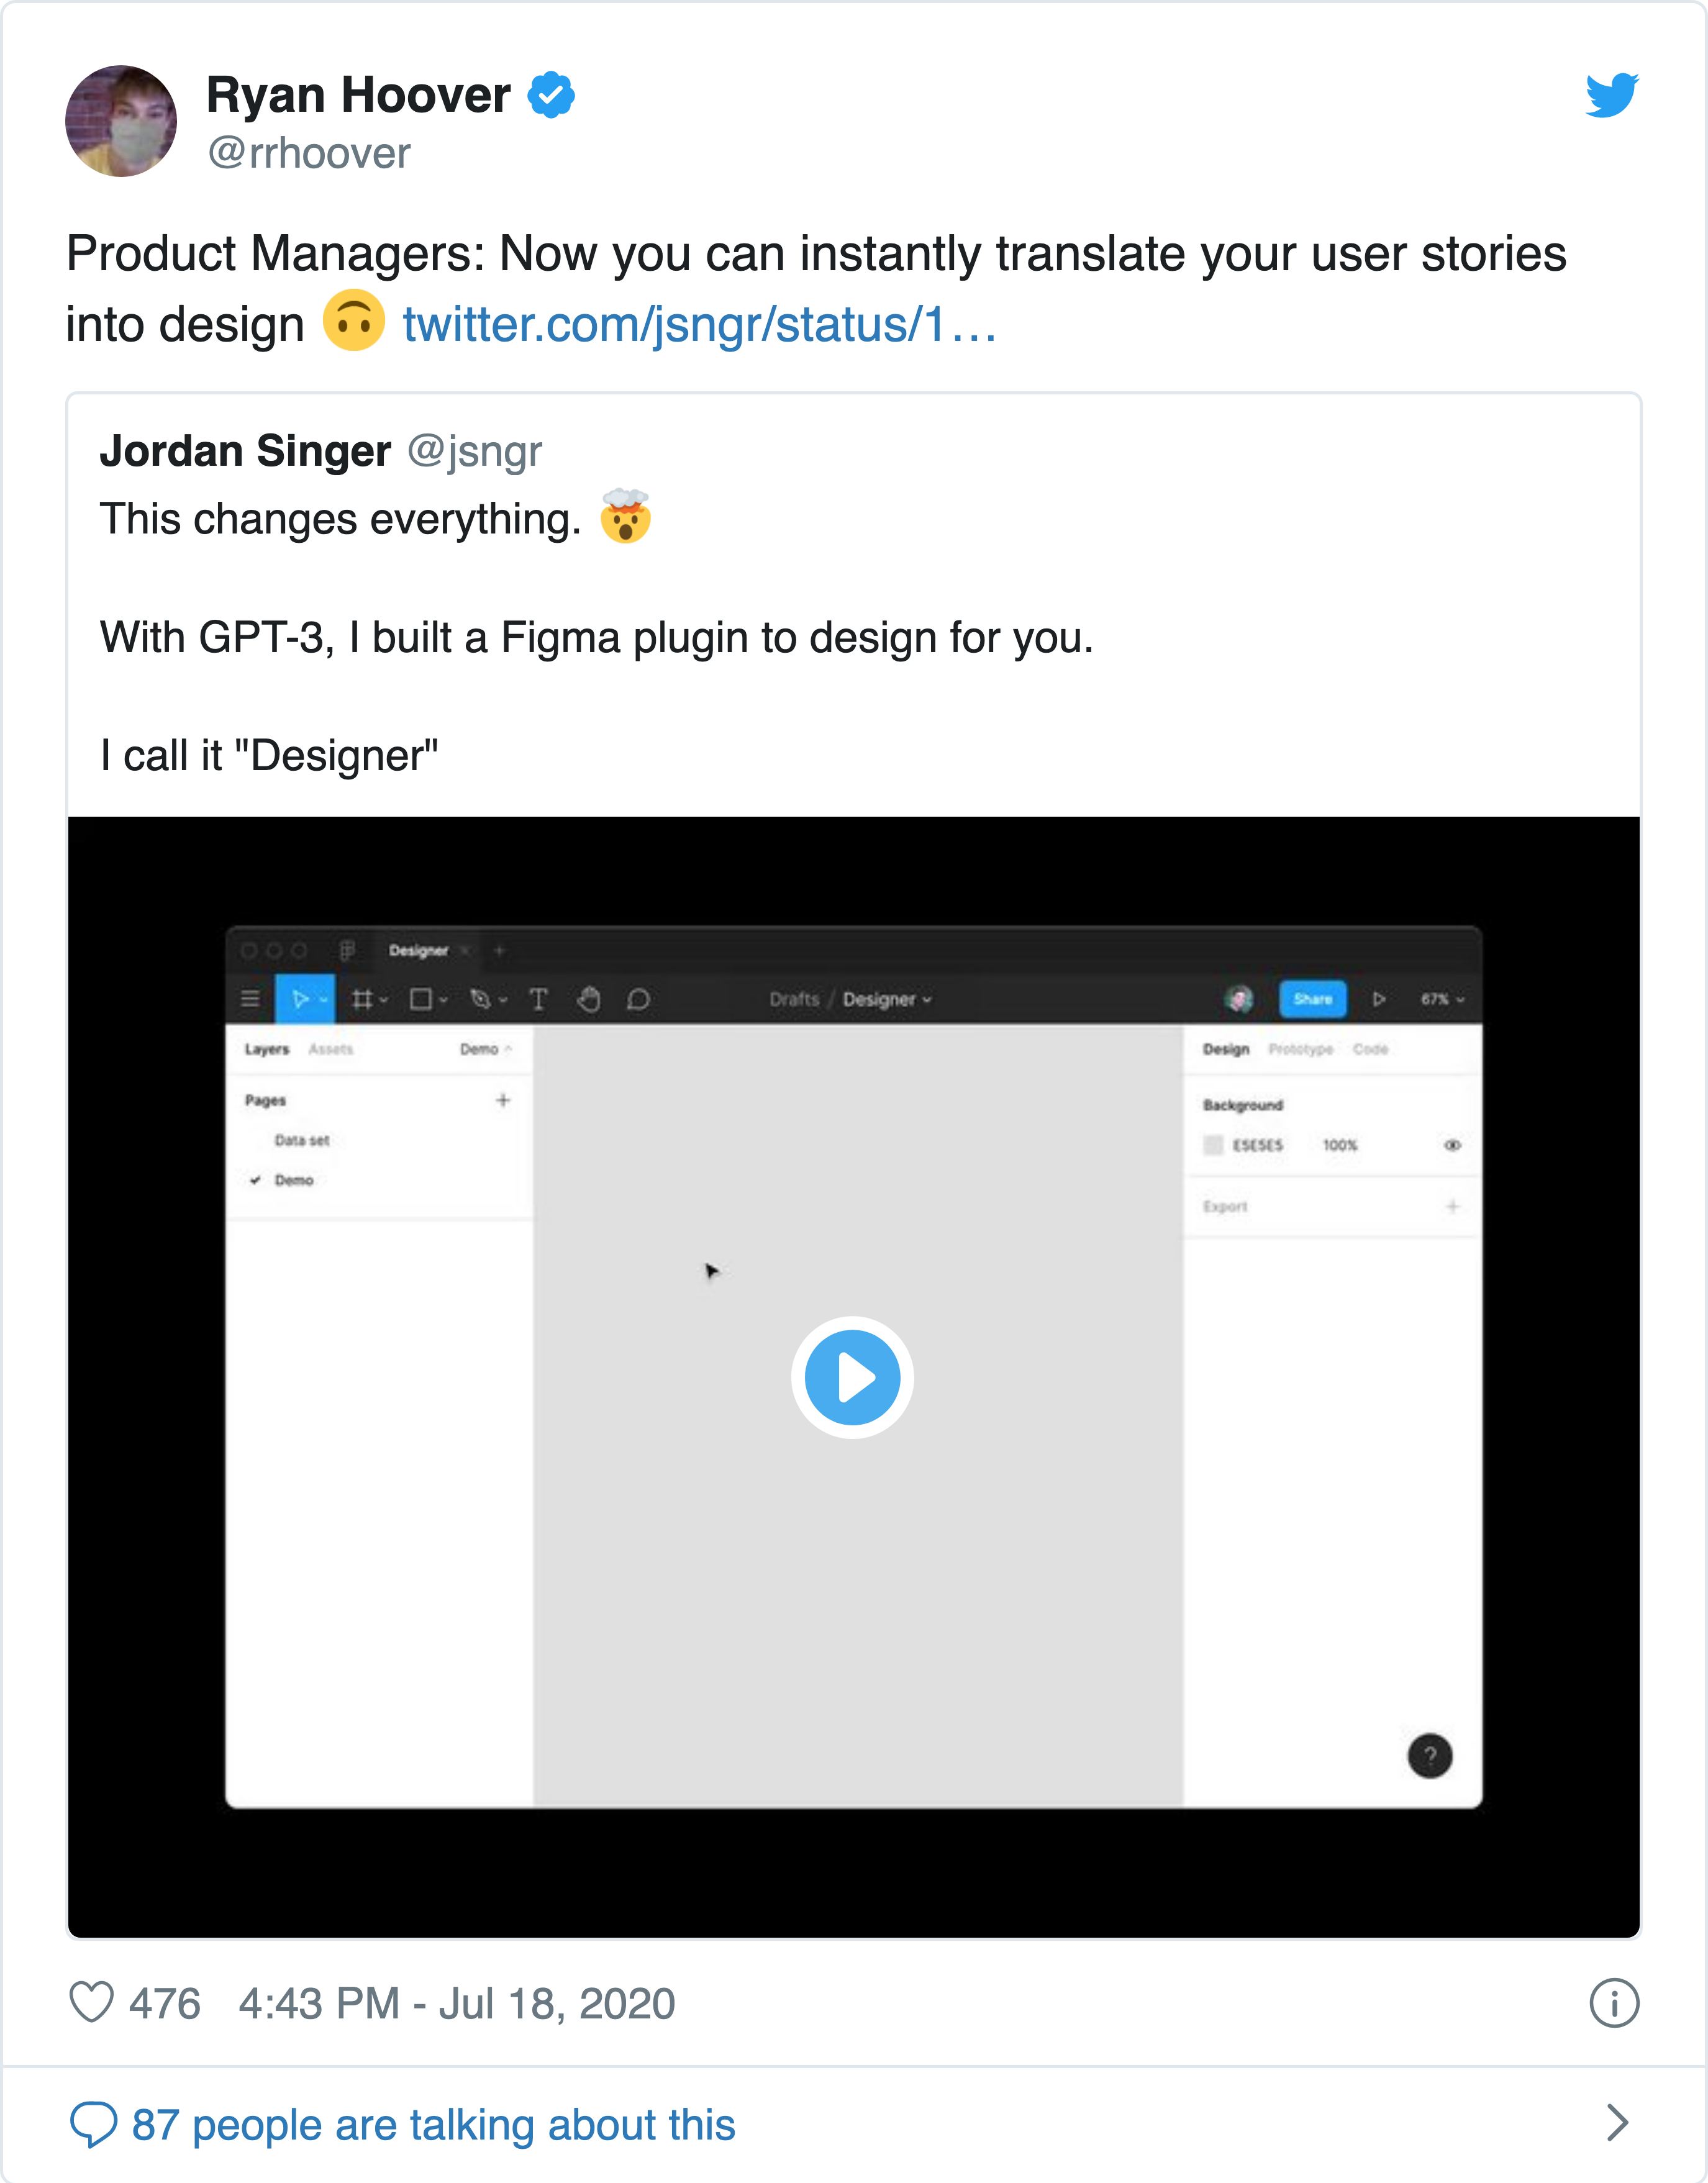 Ryan Hoover
@rrhoover
Product Managers: Now you can instantly translate your user stories
into design 🙃 twitter.com/jsngr/status/1…
Jordan Singer @jsngr
This changes everything. 🤯
With GPT-3, I built a Figma plugin to design for you.
I call it "Designer"
Designer
Drafts / Designer
Share
67%
Layers Assets Demo
Pages
Data set
Demo
Design Prototype Code
Background
E5E5E5 100%
Export
?
476 4:43 PM - Jul 18, 2020
87 people are talking about this